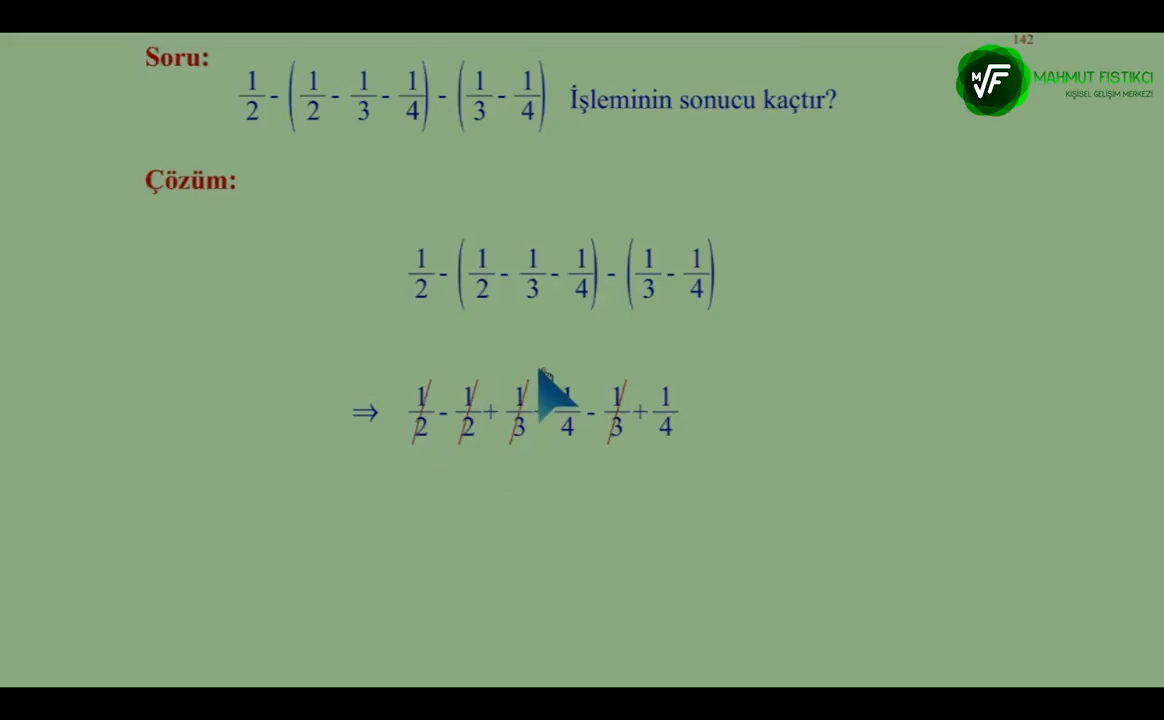 142
Soru:
1/2 - (1/2 - 1/3 - 1/4) - (1/3 - 1/4) İşleminin sonucu kaçtır?
MAHMUT FISTIKCI
KİŞİSEL GELİŞİM MERKEZİ
Çözüm:
1/2 - (1/2 - 1/3 - 1/4) - (1/3 - 1/4)
⇒ 1/2 - 1/2 + 1/3 1/4 - 1/3 + 1/4